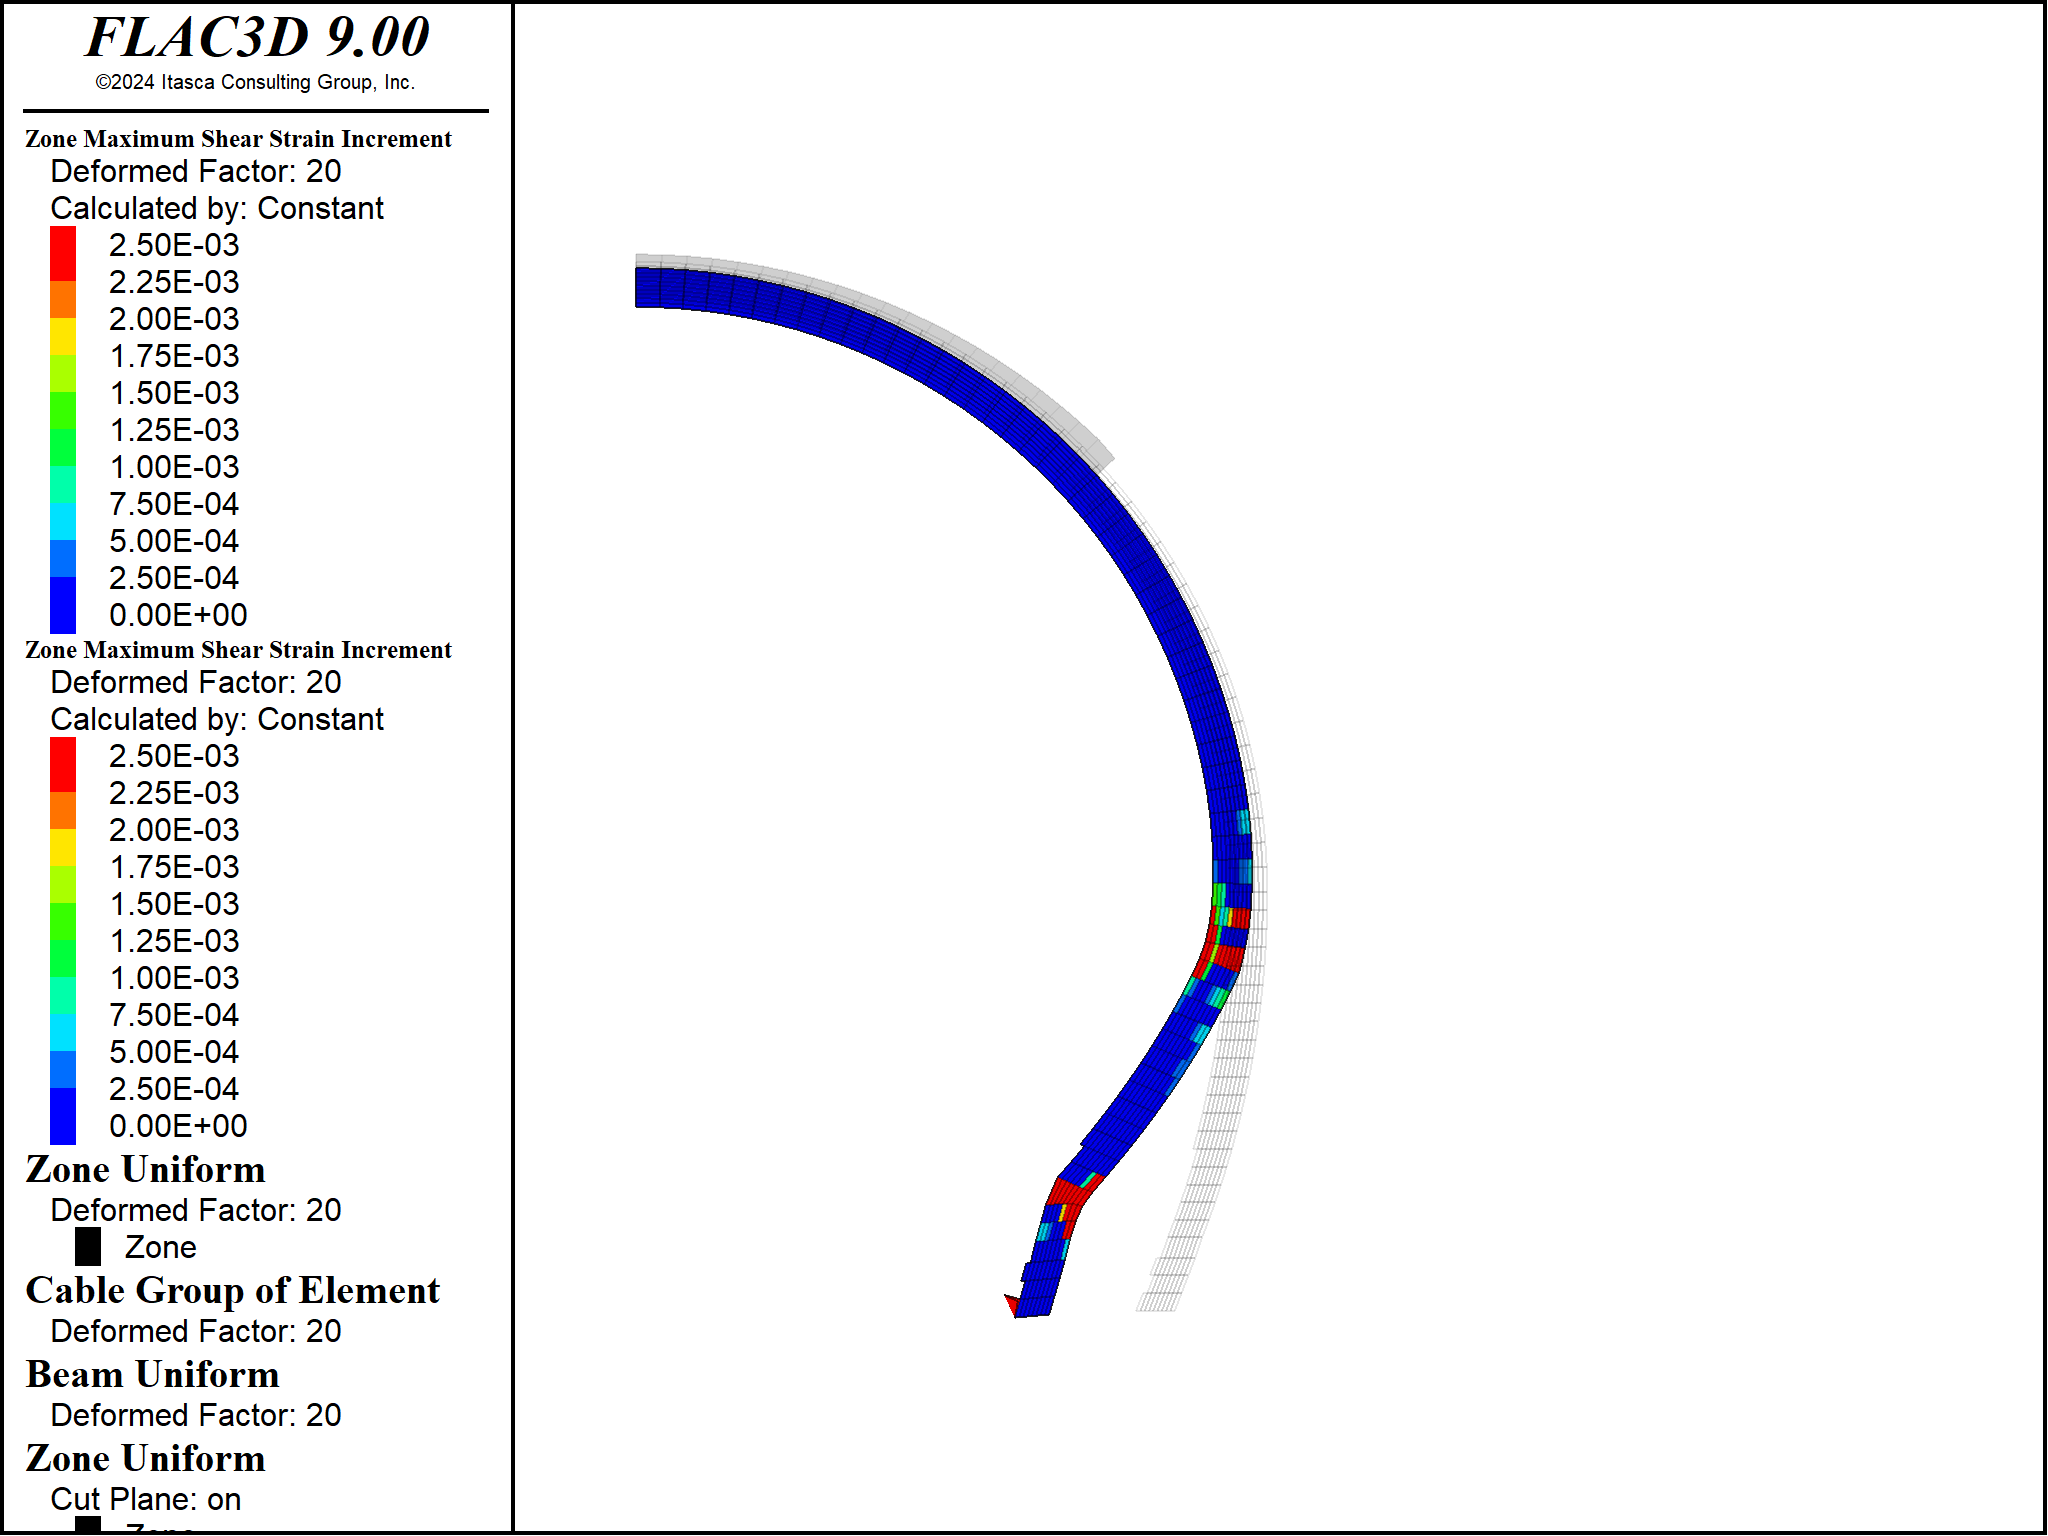 FLAC3D 9.00
©2024 Itasca Consulting Group, Inc.
Zone Maximum Shear Strain Increment
Deformed Factor: 20
Calculated by: Constant
2.50E-03
2.25E-03
2.00E-03
1.75E-03
1.50E-03
1.25E-03
1.00E-03
7.50E-04
5.00E-04
2.50E-04
0.00E+00
Zone Maximum Shear Strain Increment
Deformed Factor: 20
Calculated by: Constant
2.50E-03
2.25E-03
2.00E-03
1.75E-03
1.50E-03
1.25E-03
1.00E-03
7.50E-04
5.00E-04
2.50E-04
0.00E+00
Zone Uniform
Deformed Factor: 20
Zone
Cable Group of Element
Deformed Factor: 20
Beam Uniform
Deformed Factor: 20
Zone Uniform
Cut Plane: on